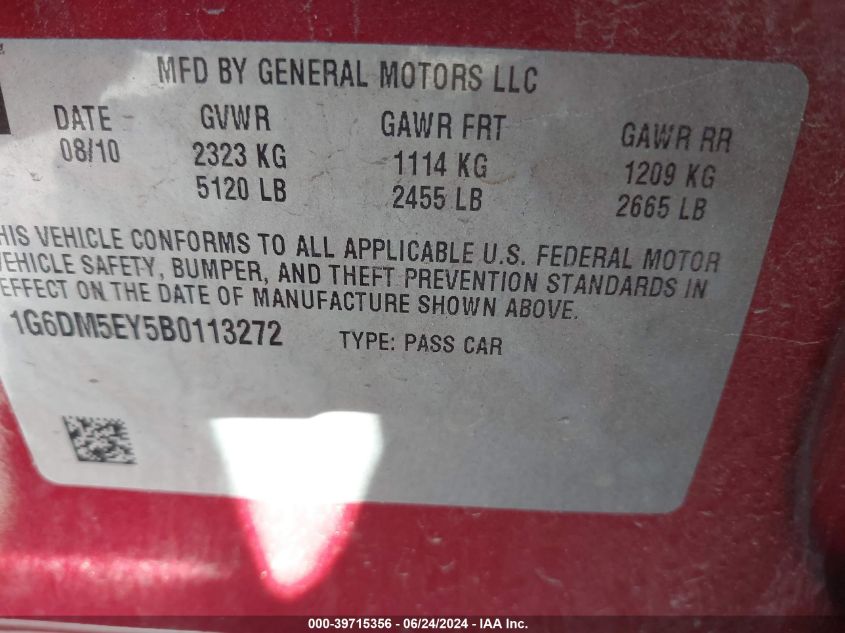 MFD BY GENERAL MOTORS LLC
DATE GVWR GAWR FRT GAWR RR
08/10 2323 KG 1114 KG 1209 KG
5120 LB 2455 LB 2665 LB
HIS VEHICLE CONFORMS TO ALL APPLICABLE U.S. FEDERAL MOTOR
VEHICLE SAFETY, BUMPER, AND THEFT PREVENTION STANDARDS IN
EFFECT ON THE DATE OF MANUFACTURE SHOWN ABOVE.
1G6DM5EY5B0113272 TYPE: PASS CAR
000-39715356 - 06/24/2024 - IAA Inc.